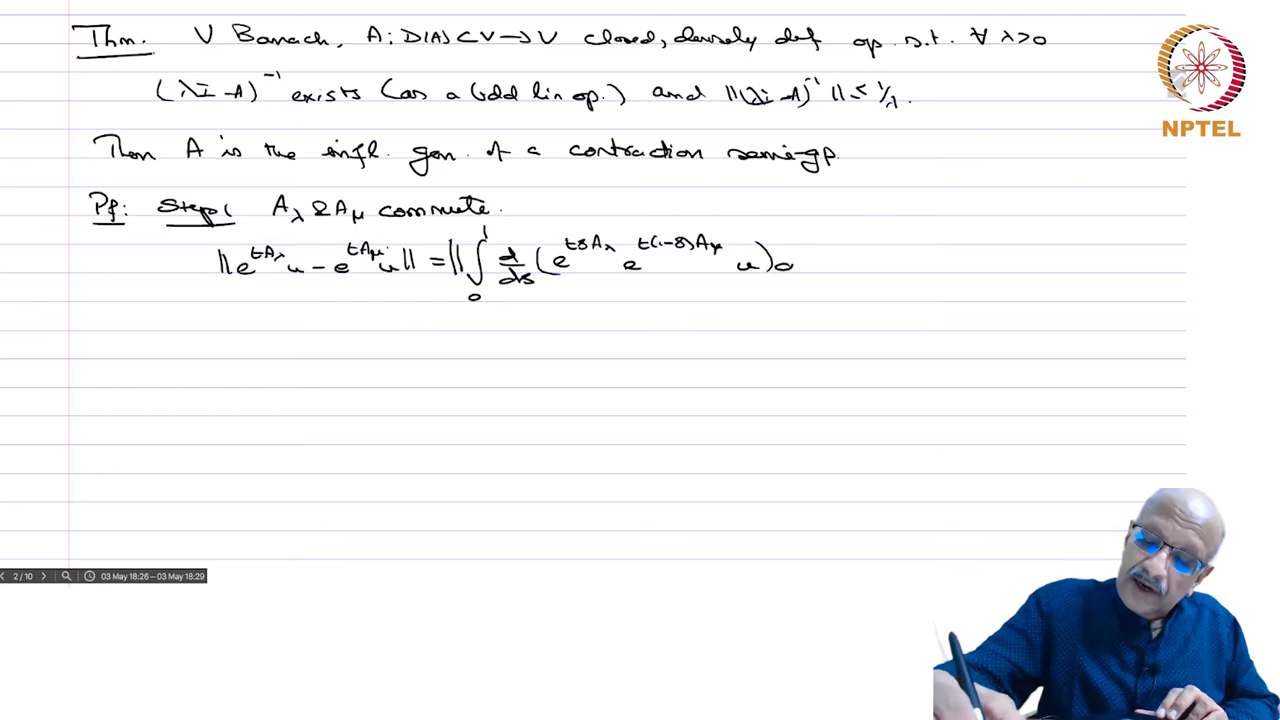 Thm. V Banach, A: D(A) ⊂ V → V closed, densely def op. s.t. ∀ λ>0
(λI-A)⁻¹ exists (as a bdd lin op.) and ||(λI-A)⁻¹|| ≤ 1/λ.
Then A is the infl. gen. of a contraction semi-gp.
Pf: Step 1 A_λ & A_μ commute.
||e^{tA_λ} u - e^{tA_μ} u|| = ||∫₀¹ d/ds (e^{tsA_λ} e^{t(1-s)A_μ} u) d
NPTEL
2 / 10 03 May 18:26 – 03 May 18:29